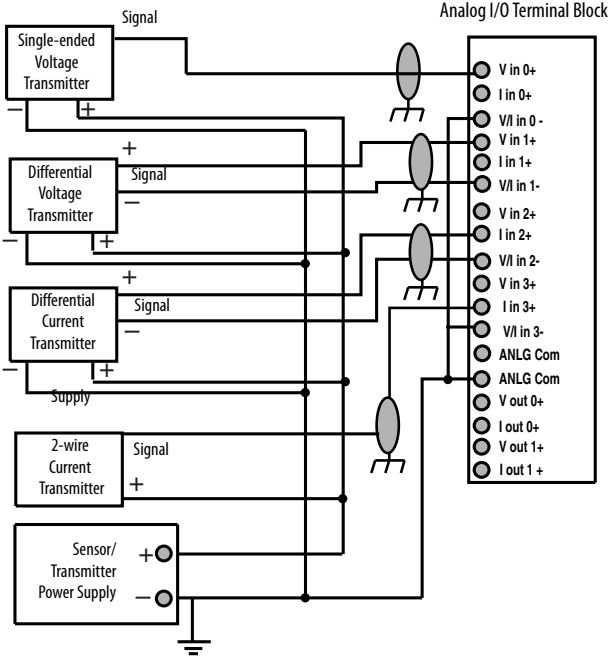 Analog I/O Terminal Block
Signal
Single-ended
Voltage
Transmitter
− +
+
Differential
Voltage
Transmitter
Signal
−
− +
+
Differential
Current
Transmitter
Signal
−
− +
Supply
2-wire
Current
Transmitter
Signal
+
Sensor/
Transmitter
Power Supply
+
−
V in 0+
I in 0+
V/I in 0 -
V in 1+
I in 1+
V/I in 1-
V in 2+
I in 2+
V/I in 2-
V in 3+
I in 3+
V/I in 3-
ANLG Com
ANLG Com
V out 0+
I out 0+
V out 1+
I out 1 +